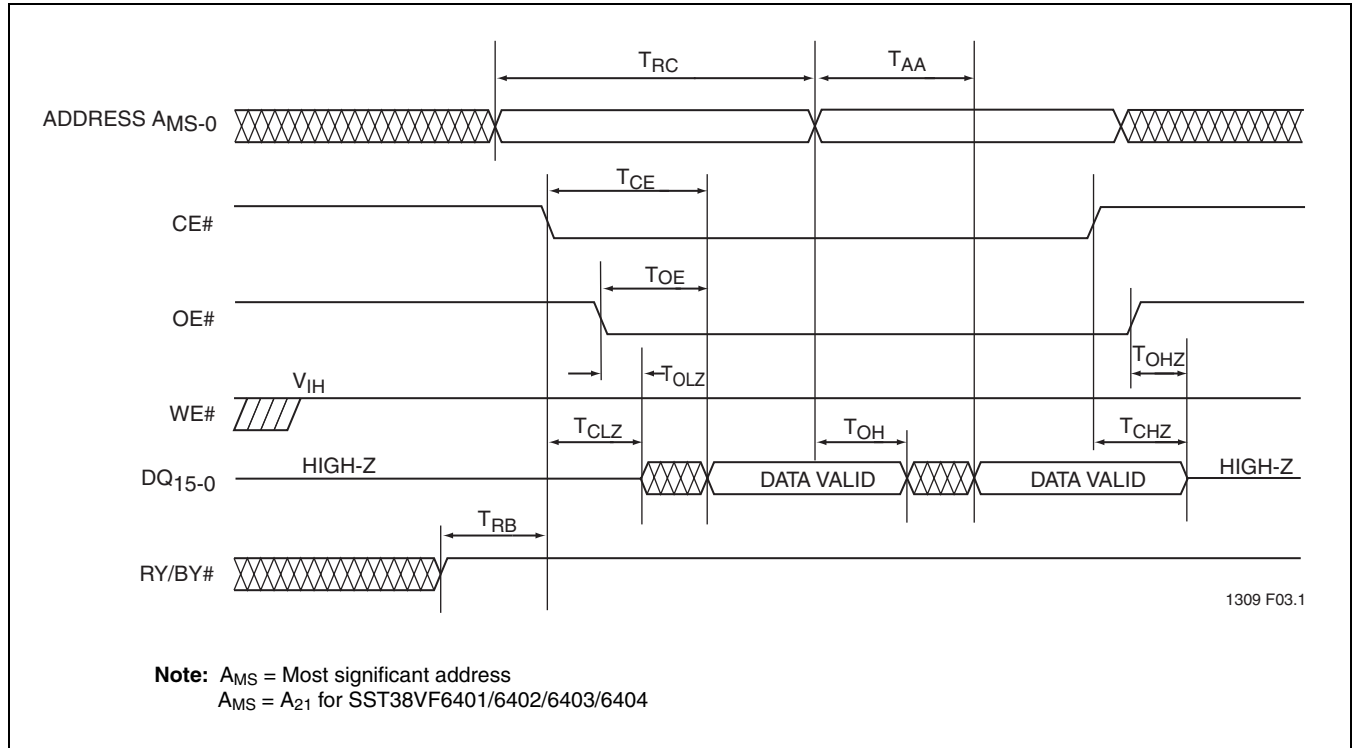 TRC
TAA
ADDRESS AMS-0
TCE
CE#
TOE
OE#
TOHZ
TOLZ
VIH
WE#
TCLZ
TOH
TCHZ
HIGH-Z
DQ15-0
DATA VALID
DATA VALID
HIGH-Z
TRB
RY/BY#
1309 F03.1
Note: AMS = Most significant address
AMS = A21 for SST38VF6401/6402/6403/6404